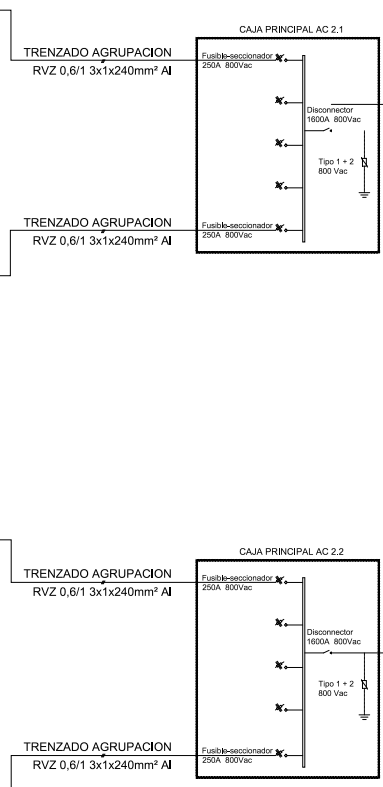 CAJA PRINCIPAL AC 2.1
TRENZADO AGRUPACION
RVZ 0,6/1 3x1x240mm² Al
Fusible-seccionador
250A 800Vac
Disconnector
1600A 800Vac
Tipo 1 + 2
800 Vac
TRENZADO AGRUPACION
RVZ 0,6/1 3x1x240mm² Al
Fusible-seccionador
250A 800Vac
CAJA PRINCIPAL AC 2.2
TRENZADO AGRUPACION
RVZ 0,6/1 3x1x240mm² Al
Fusible-seccionador
250A 800Vac
Disconnector
1600A 800Vac
Tipo 1 + 2
800 Vac
TRENZADO AGRUPACION
RVZ 0,6/1 3x1x240mm² Al
Fusible-seccionador
250A 800Vac